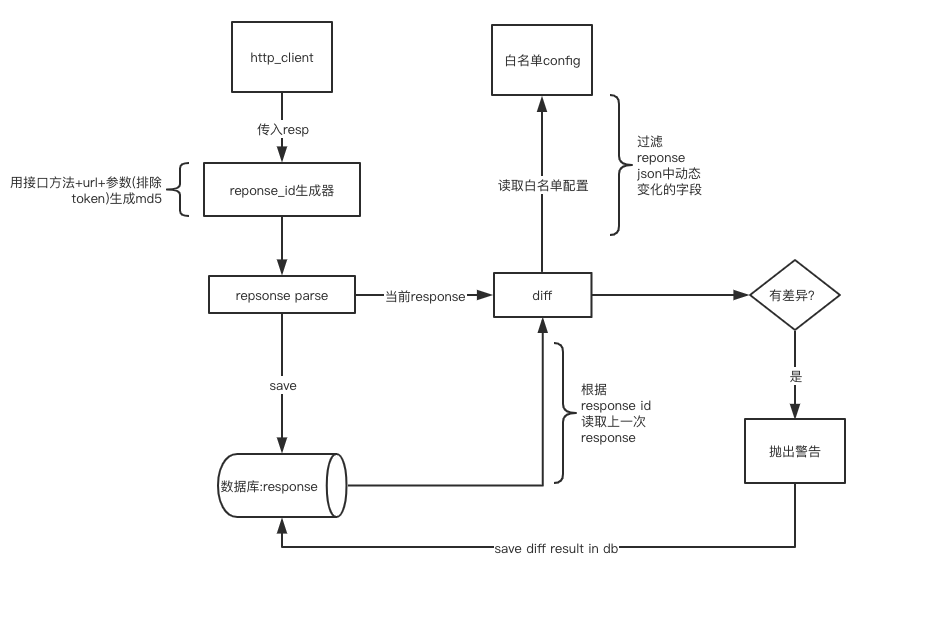 http_client
白名单config
传入resp
过滤
reponse
json中动态
变化的字段
用接口方法+url+参数(排除
token)生成md5
reponse_id生成器
读取白名单配置
repsonse parse
当前response
diff
有差异?
save
是
根据
response id
读取上一次
response
抛出警告
数据库:response
save diff result in db